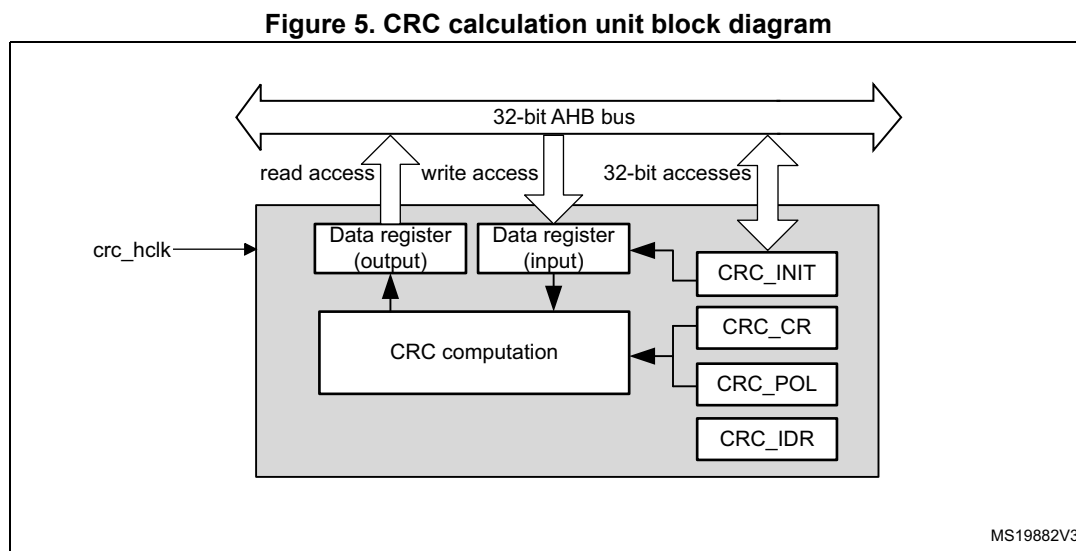 Figure 5. CRC calculation unit block diagram
32-bit AHB bus
read access
write access
32-bit accesses
crc_hclk
Data register
(output)
Data register
(input)
CRC_INIT
CRC computation
CRC_CR
CRC_POL
CRC_IDR
MS19882V3